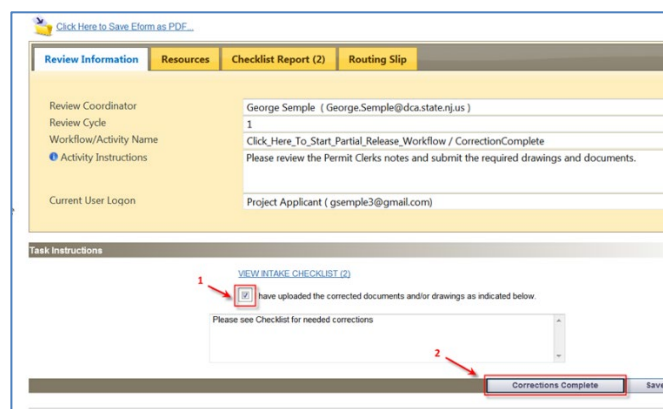 Click Here to Save Eform as PDF...
Review Information Resources Checklist Report (2) Routing Slip
Review Coordinator George Semple ( George.Semple@dca.state.nj.us )
Review Cycle 1
Workflow/Activity Name Click_Here_To_Start_Partial_Release_Workflow / CorrectionComplete
Activity Instructions Please review the Permit Clerks notes and submit the required drawings and documents.
Current User Logon Project Applicant ( gsemple3@gmail.com)
Task Instructions
VIEW INTAKE CHECKLIST (2)
1
have uploaded the corrected documents and/or drawings as indicated below.
Please see Checklist for needed corrections
2
Corrections Complete Save